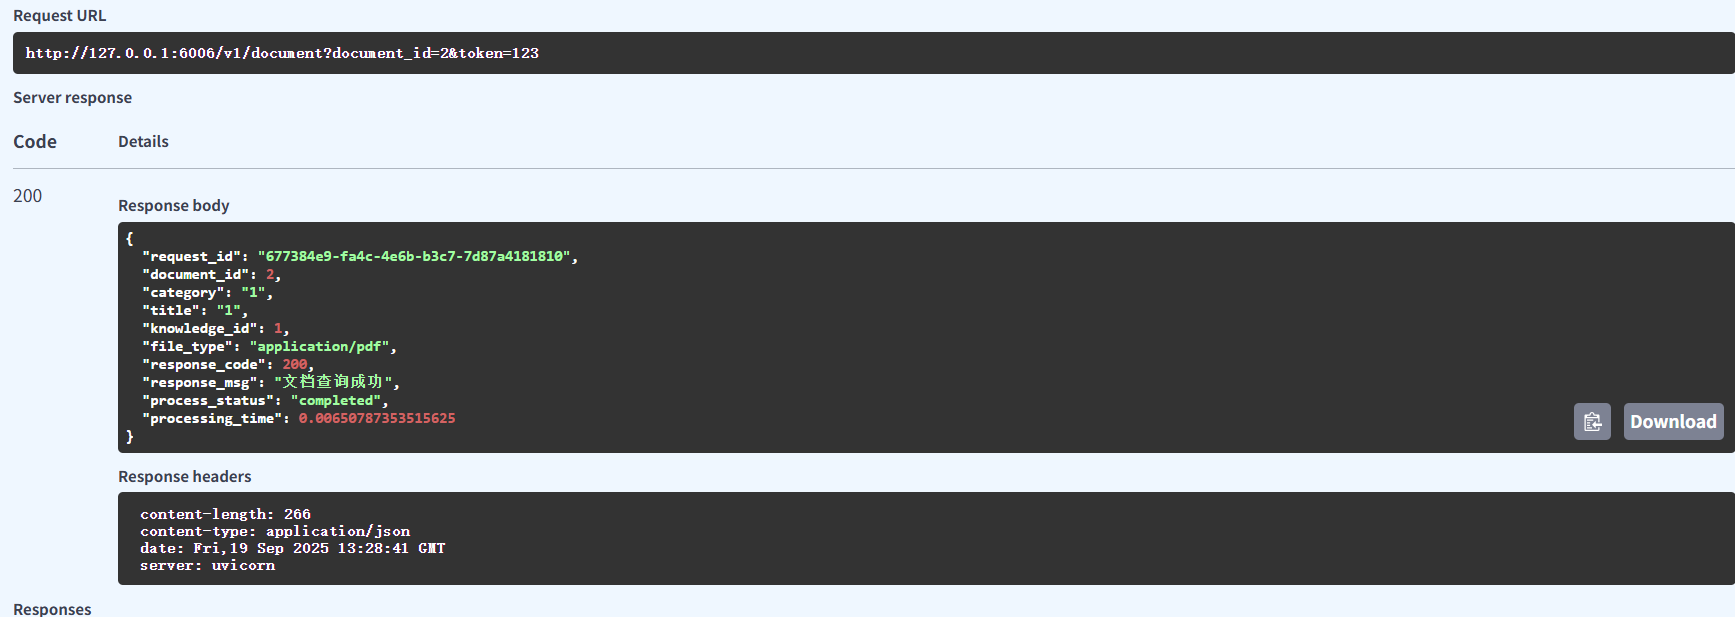 Request URL
http://127.0.0.1:6006/v1/document?document_id=2&token=123
Server response
Code Details
200
Response body
{
"request_id": "677384e9-fa4c-4e6b-b3c7-7d87a4181810",
"document_id": 2,
"category": "1",
"title": "1",
"knowledge_id": 1,
"file_type": "application/pdf",
"response_code": 200,
"response_msg": "文档查询成功",
"process_status": "completed",
"processing_time": 0.00650787353515625
}
Download
Response headers
content-length: 266
content-type: application/json
date: Fri,19 Sep 2025 13:28:41 GMT
server: uvicorn
Responses